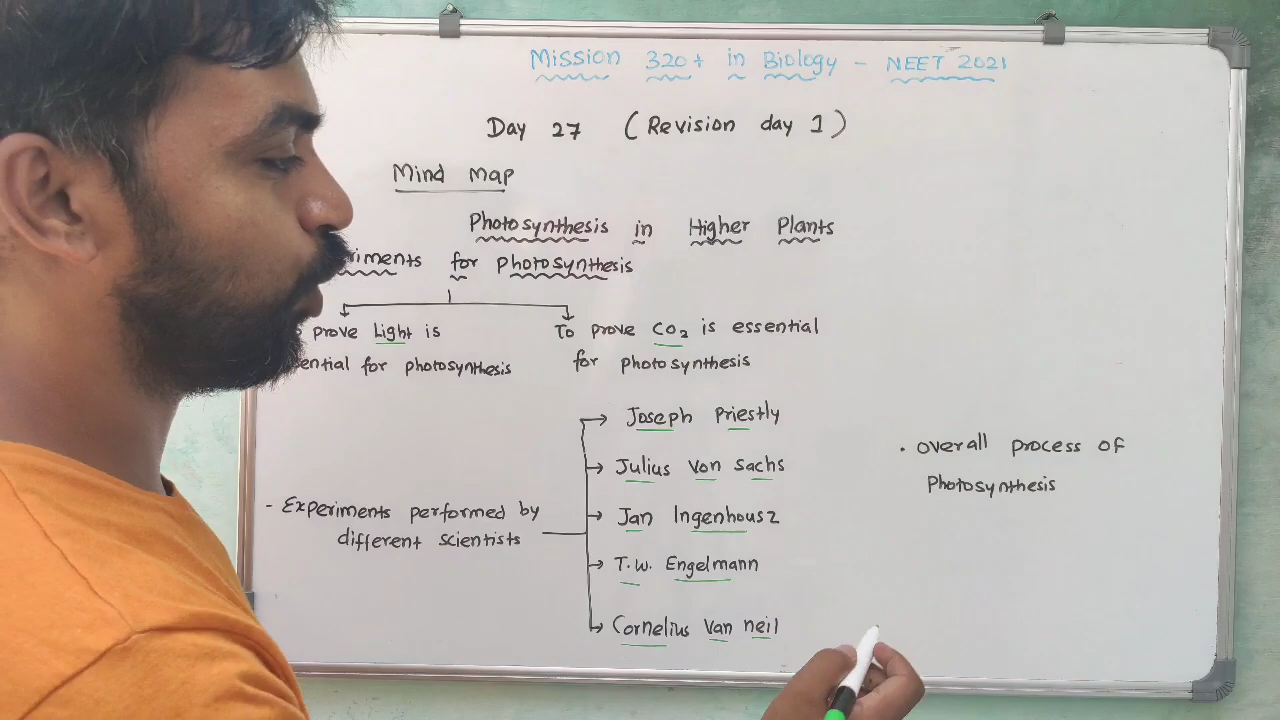 Mission 320+ in Biology - NEET 2021
Day 27 (Revision day 1)
Mind Map
Photosynthesis in Higher Plants
for photosynthesis
prove Light is
for photosynthesis
To prove CO₂ is essential
for photosynthesis
- Experiments performed by
different scientists
Joseph Priestly
Julius von sachs
Jan Ingenhousz
T.W. Engelmann
Cornelius van neil
. overall process of
Photosynthesis